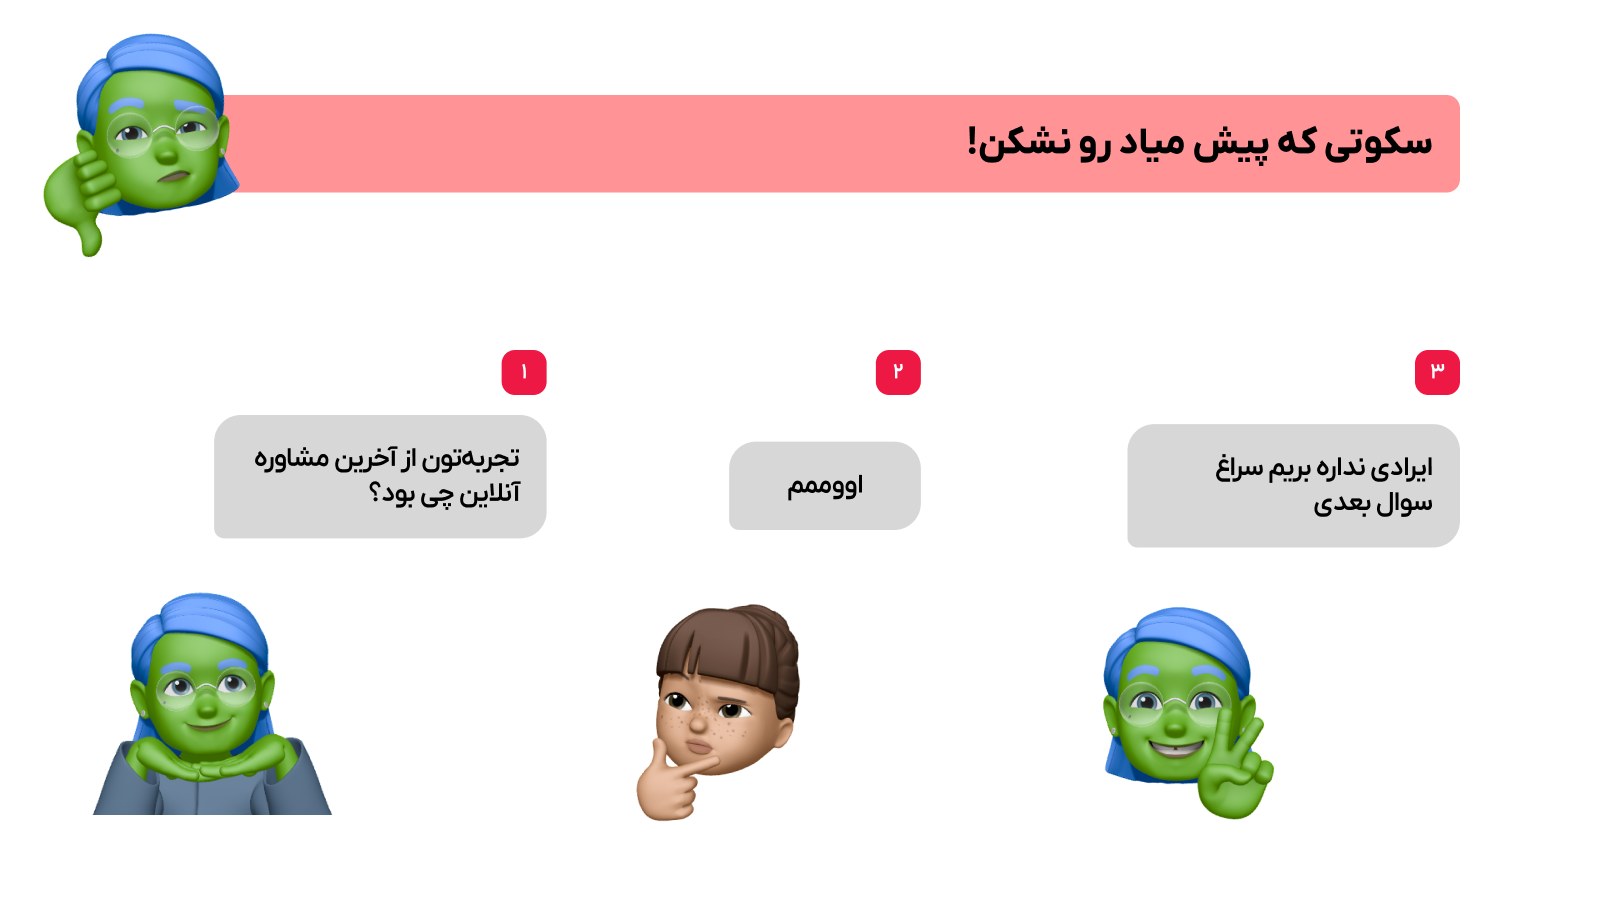 سکوتی که پیش میاد رو نشکن!
۱
تجربه‌تون از آخرین مشاوره
آنلاین چی بود؟
۲
اوومممم
۳
ایرادی نداره بریم سراغ
سوال بعدی